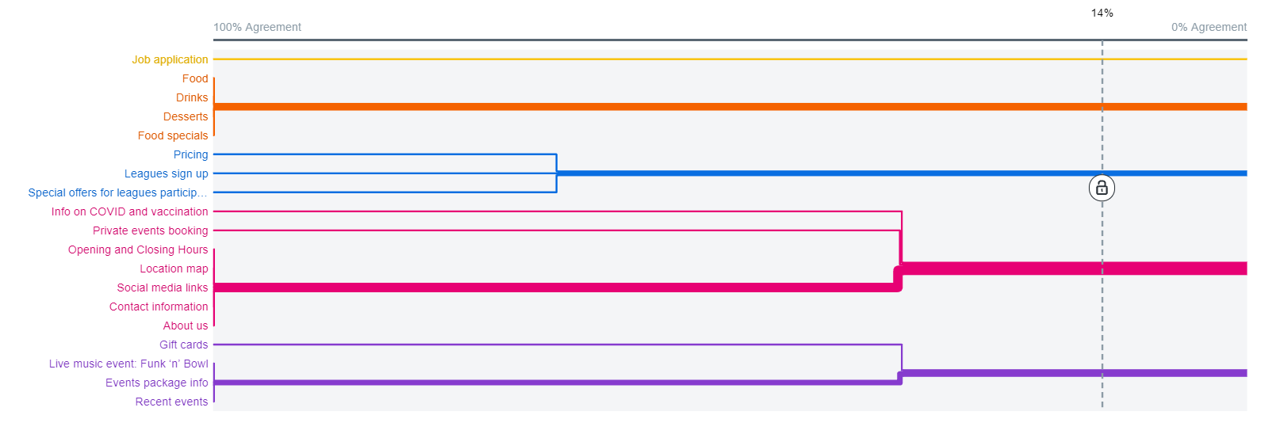 14%
100% Agreement
0% Agreement
Job application
Food
Drinks
Desserts
Food specials
Pricing
Leagues sign up
Special offers for leagues particip...
Info on COVID and vaccination
Private events booking
Opening and Closing Hours
Location map
Social media links
Contact information
About us
Gift cards
Live music event: Funk ‘n’ Bowl
Events package info
Recent events